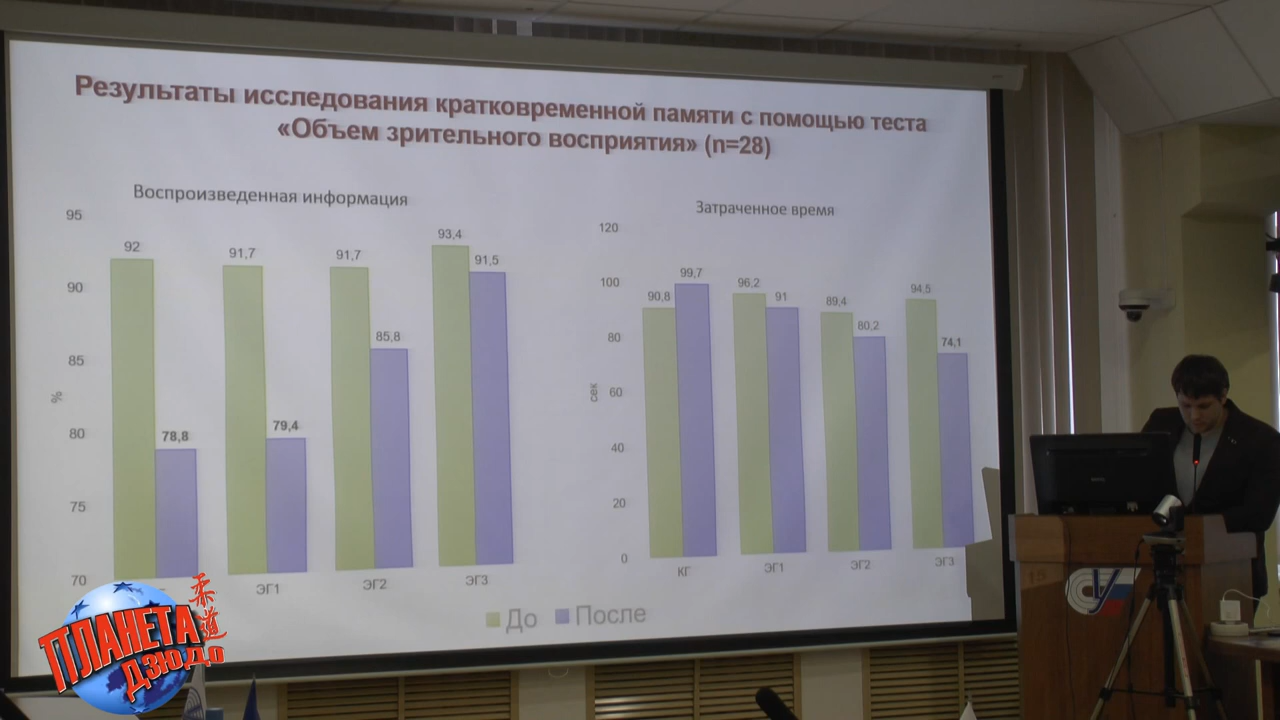 Результаты исследования кратковременной памяти с помощью теста
«Объем зрительного восприятия» (n=28)
Воспроизведенная информация
95
90
85
80
75
70
%
92
78,8
91,7
79,4
91,7
85,8
93,4
91,5
ЭГ1
ЭГ2
ЭГ3
Затраченное время
120
100
80
60
40
20
0
сек
90,8
99,7
96,2
91
89,4
80,2
94,5
74,1
КГ
ЭГ1
ЭГ2
ЭГ3
До
После
ПЛАНЕТА
ДЗЮДО
柔道